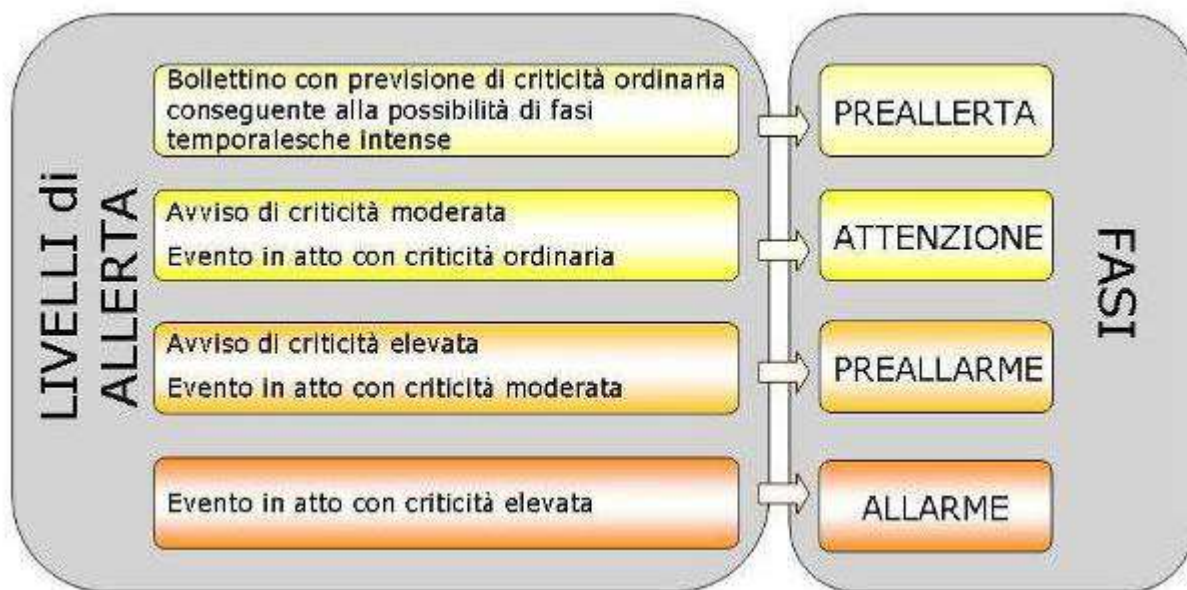 LIVELLI di
ALLERTA
Bollettino con previsione di criticità ordinaria
conseguente alla possibilità di fasi
temporalesche intense
PREALLERTA
Avviso di criticità moderata
Evento in atto con criticità ordinaria
ATTENZIONE
Avviso di criticità elevata
Evento in atto con criticità moderata
PREALLARME
Evento in atto con criticità elevata
ALLARME
FASI